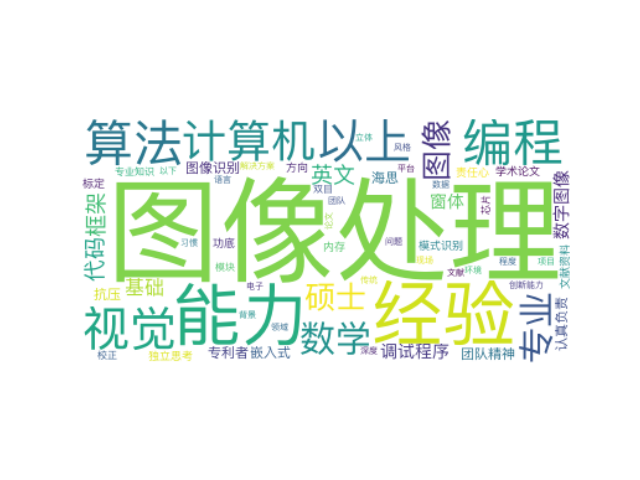 算法
计算机
以上
立体
风格
图像
编程
专业知识
以下
图像识别
解决方案
方向
英文
海思
平台
责任心
学术论文
标定
语言
双目
团队
数据
窗体
芯片
数字图像
代码框架
图像处理
习惯
功底
论文
内存
问题
模式识别
现场
程度
项目
文献资料
模块
文献
环境
抗压
基础
电子
传统
创新能力
能力
硕士
经验
视觉
背景
领域
数学
专业
认真负责
校正
独立思考
专利者
嵌入式
深度
调试程序
团队精神